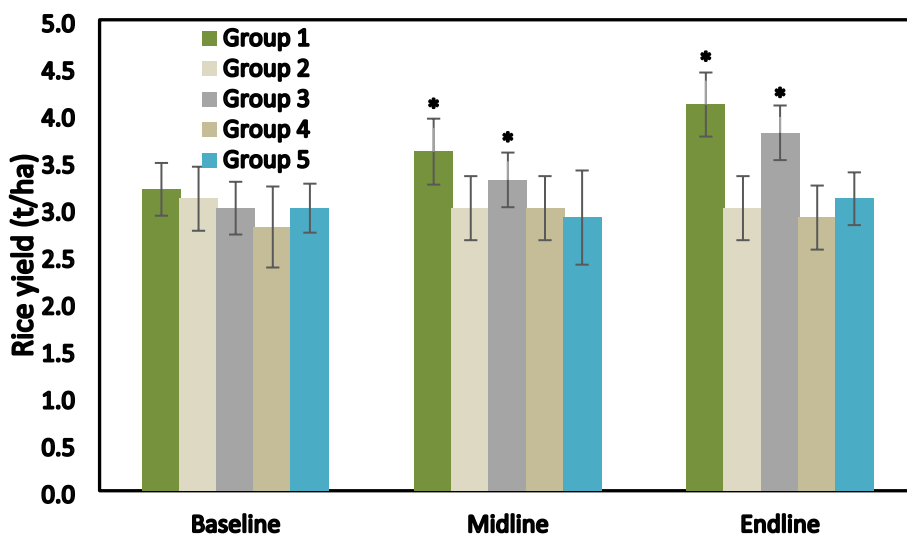 Rice yield (t/ha)
5.0
4.5
4.0
3.5
3.0
2.5
2.0
1.5
1.0
0.5
0.0
Group 1
Group 2
Group 3
Group 4
Group 5
*
*
*
*
Baseline
Midline
Endline